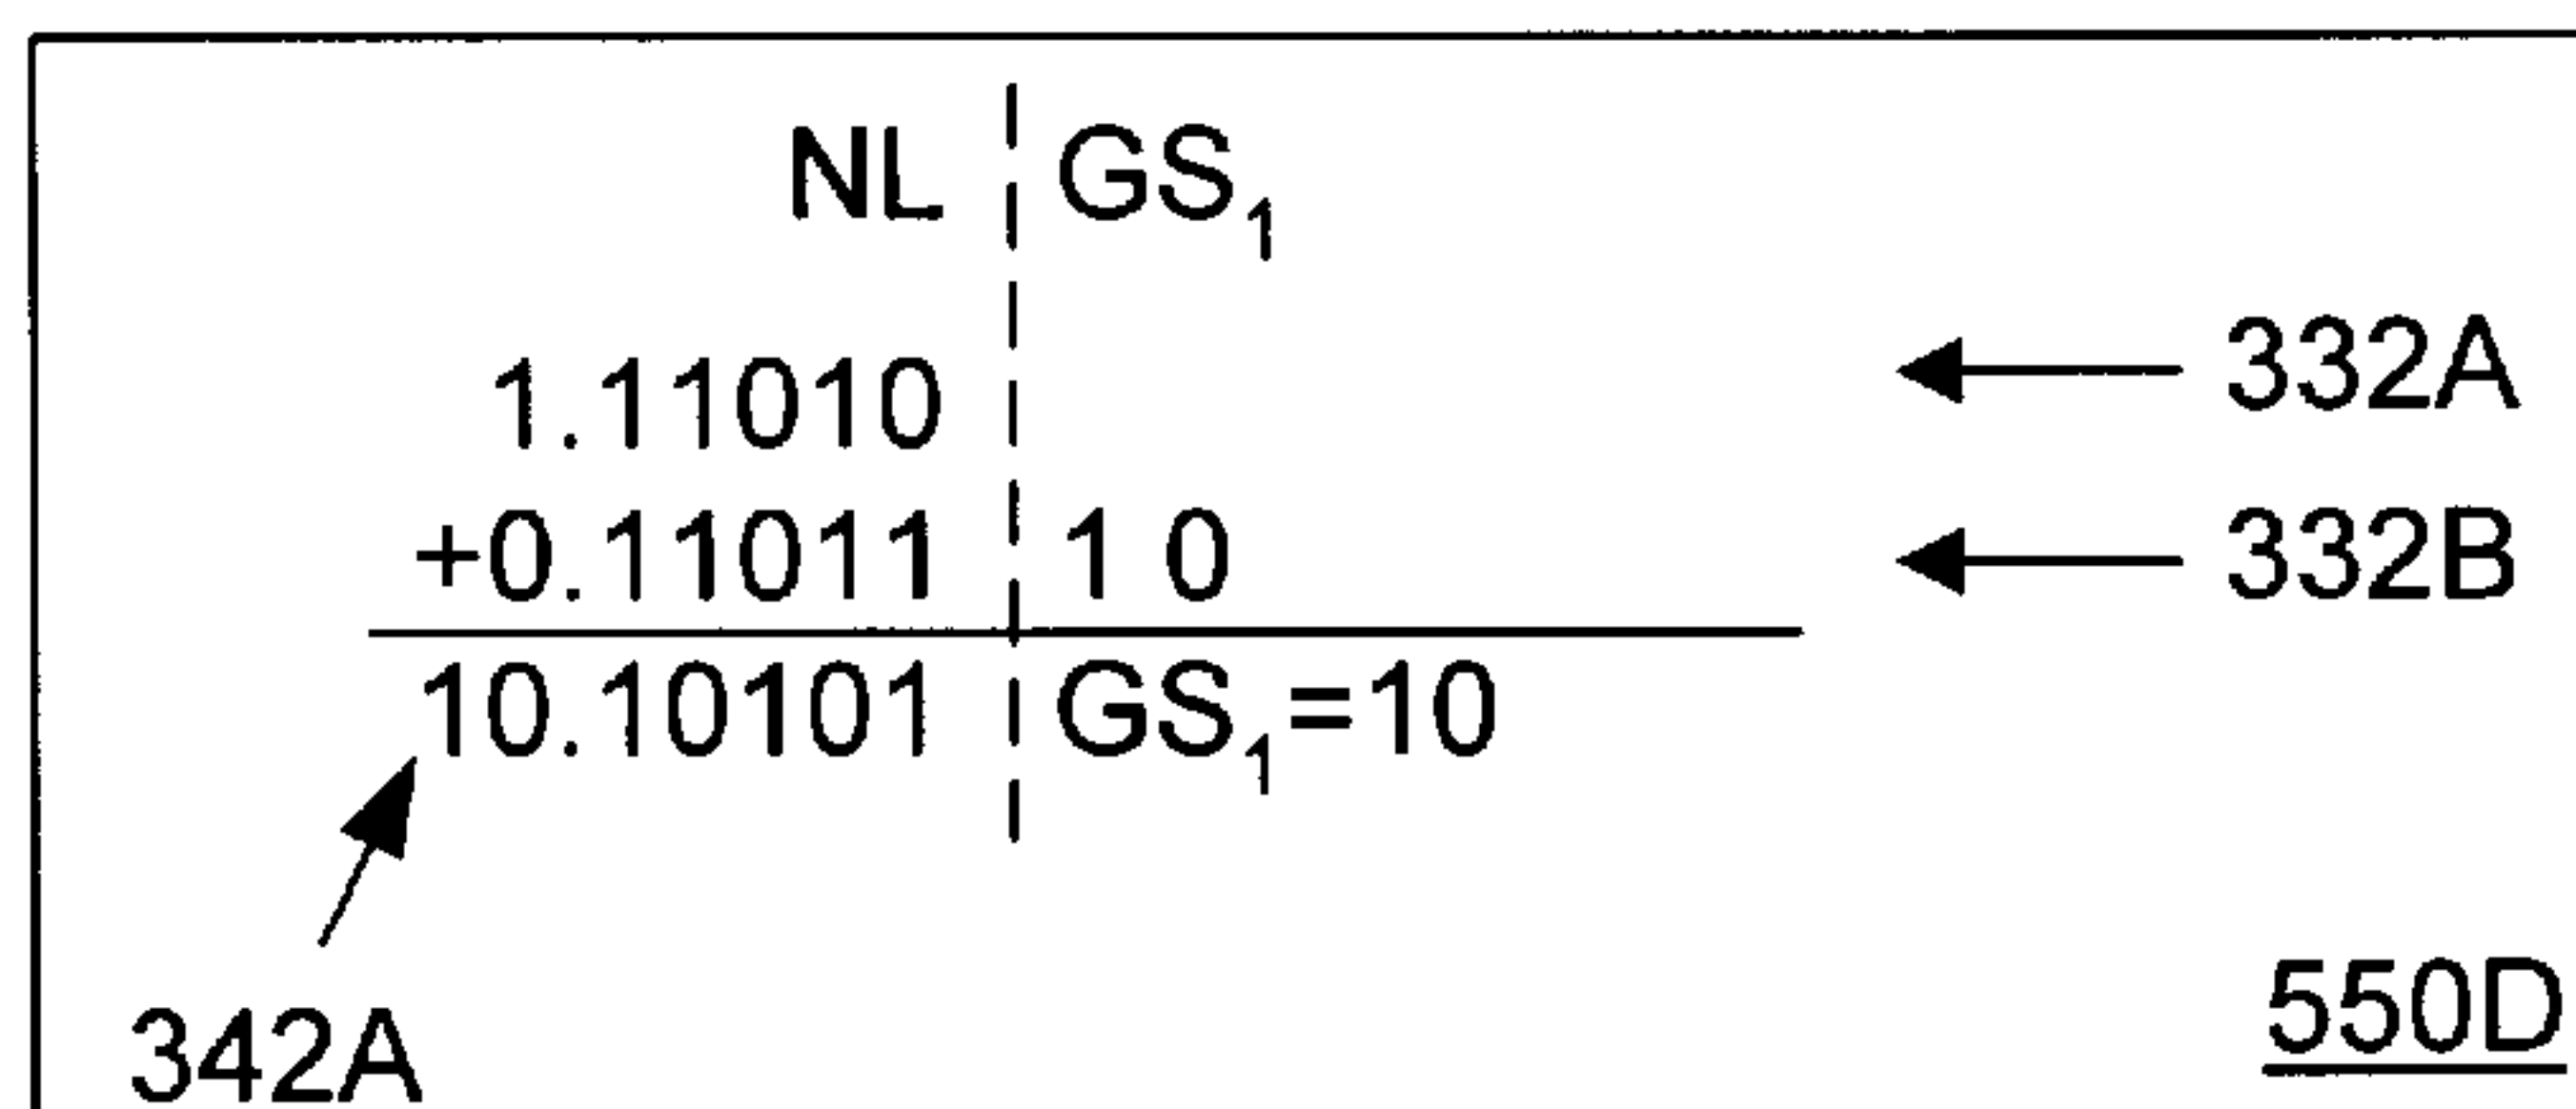 NL GS₁
1.11010 332A
+0.11011 1 0 332B
10.10101 GS₁=10
342A
550D